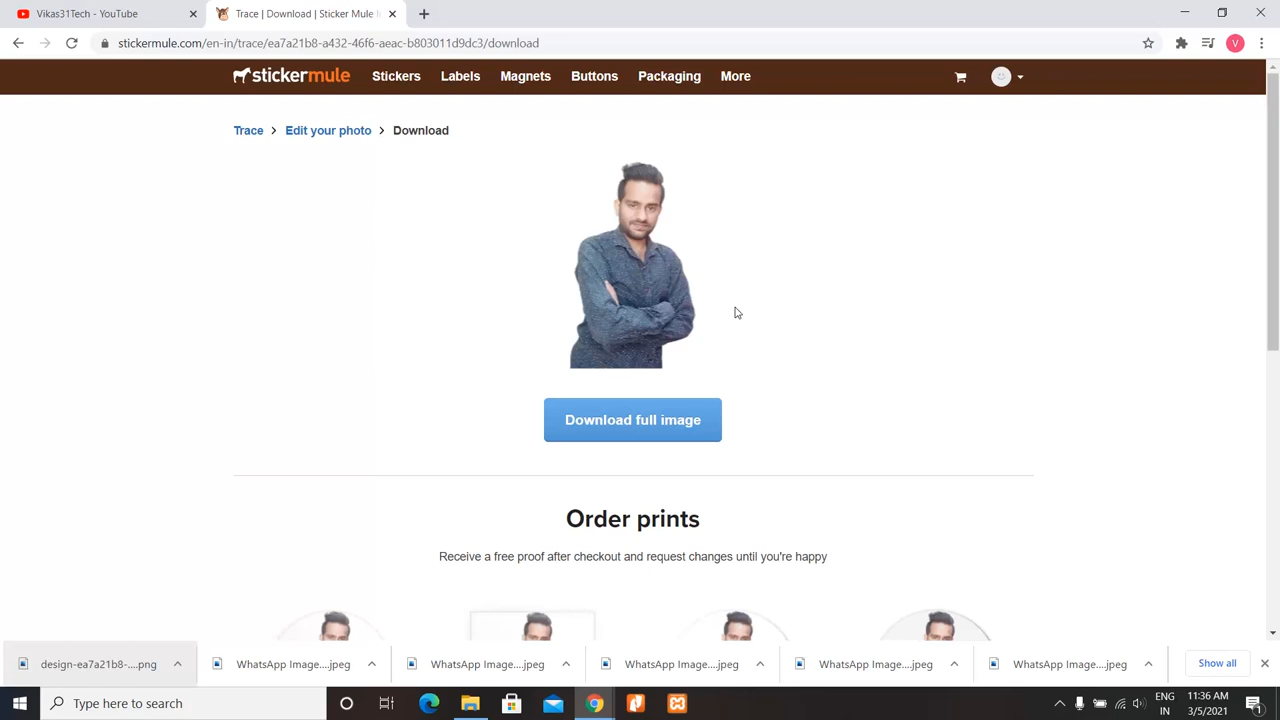 Vikas31Tech - YouTube
Trace | Download | Sticker Mule I
stickermule.com/en-in/trace/ea7a21b8-a432-46f6-aeac-b803011d9dc3/download
V
stickermule Stickers Labels Magnets Buttons Packaging More
Trace > Edit your photo > Download
Download full image
Order prints
Receive a free proof after checkout and request changes until you're happy
design-ea7a21b8-....png
WhatsApp Image....jpeg
WhatsApp Image....jpeg
WhatsApp Image....jpeg
WhatsApp Image....jpeg
WhatsApp Image....jpeg
Show all
Type here to search
ENG
IN
11:36 AM
3/5/2021
1